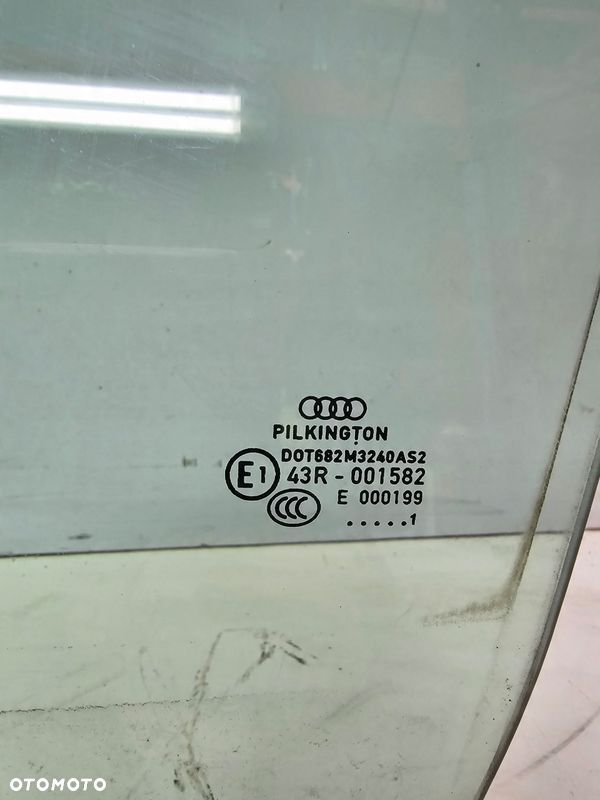 PILKINGTON
DOT682M3240AS2
E1 43R - 001582
CCC E 000199
.....1
OTOMOTO